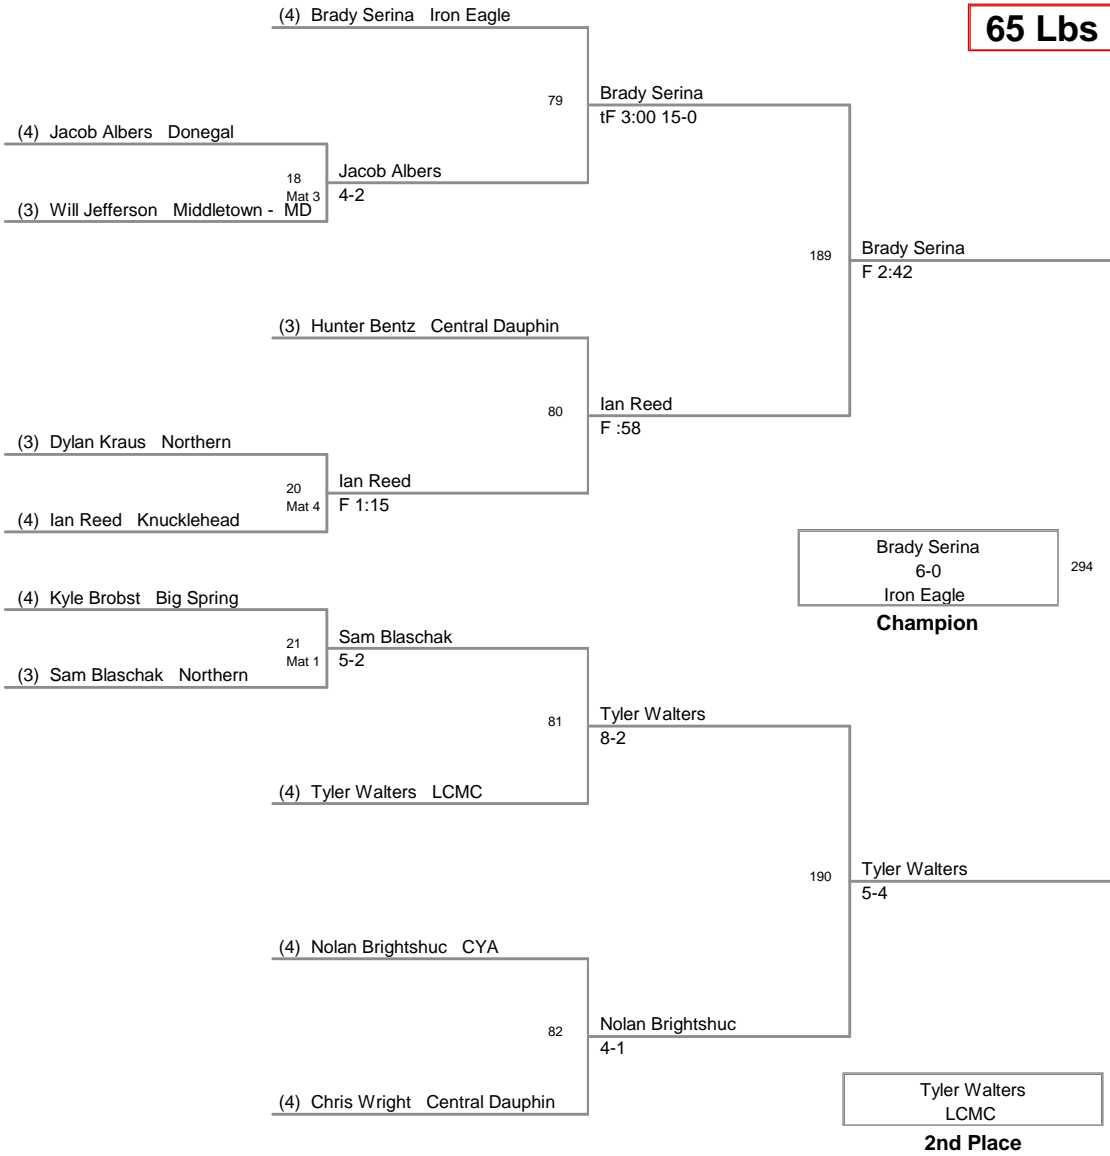 (4) Brady Serina Iron Eagle
65 Lbs
79
Brady Serina
tF 3:00 15-0
(4) Jacob Albers Donegal
18
Mat 3
Jacob Albers
4-2
(3) Will Jefferson Middletown - MD
189
Brady Serina
F 2:42
(3) Hunter Bentz Central Dauphin
80
Ian Reed
F :58
(3) Dylan Kraus Northern
20
Mat 4
Ian Reed
F 1:15
(4) Ian Reed Knucklehead
Brady Serina
6-0
Iron Eagle
294
Champion
(4) Kyle Brobst Big Spring
21
Mat 1
Sam Blaschak
5-2
(3) Sam Blaschak Northern
81
Tyler Walters
8-2
(4) Tyler Walters LCMC
190
Tyler Walters
5-4
(4) Nolan Brightshuc CYA
82
Nolan Brightshuc
4-1
(4) Chris Wright Central Dauphin
Tyler Walters
LCMC
2nd Place